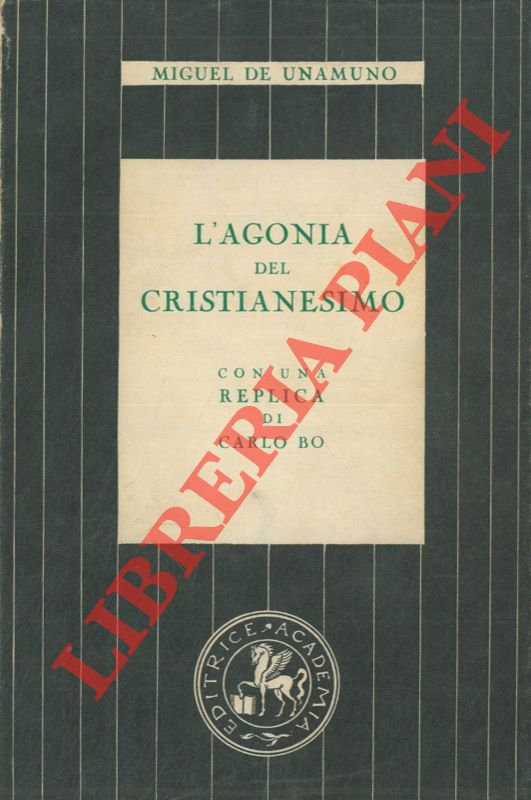 MIGUEL DE UNAMUNO
L'AGONIA
DEL
CRISTIANESIMO
CON UNA
REPLICA
DI
CARLO BO
EDITRICE ACADEMIA
LIBRERIA PIANI